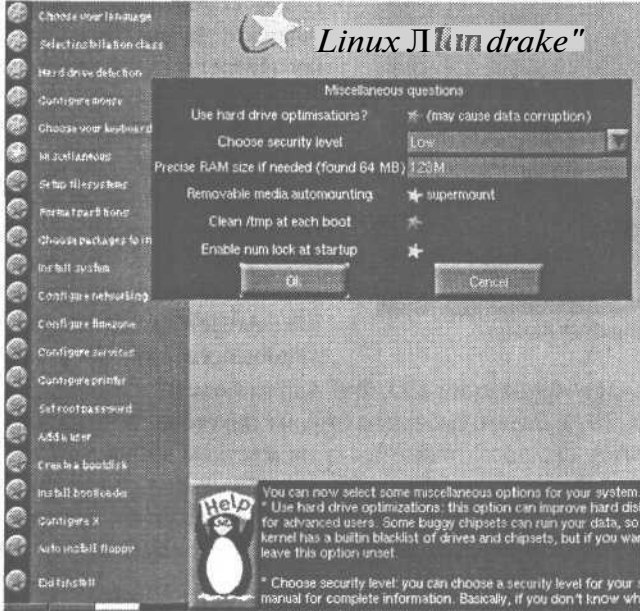 Linux Mandrake"
Choose your language
Select installation class
Hard drive detection
Configure mouse
Choose your keyboard
Miscellaneous
Setup filesystems
Format partitions
Choose packages to in
Install system
Configure networking
Configure timezone
Configure services
Configure printer
Set root password
Add a user
Create a bootdisk
Install bootloader
Configure X
Auto install floppy
Exit install
Miscellaneous questions
Use hard drive optimisations? (may cause data corruption)
Choose security level Low
Precise RAM size if needed (found 64 MB) 128M
Removable media automounting supermount
Clean /tmp at each boot
Enable num lock at startup
Ok Cancel
Help
You can now select some miscellaneous options for your system.
* Use hard drive optimizations: this option can improve hard dis
for advanced users. Some buggy chipsets can ruin your data, so
kernel has a builtin blacklist of drives and chipsets, but if you wan
leave this option unset.
* Choose security level: you can choose a security level for your s
manual for complete information. Basically, if you don't know wh